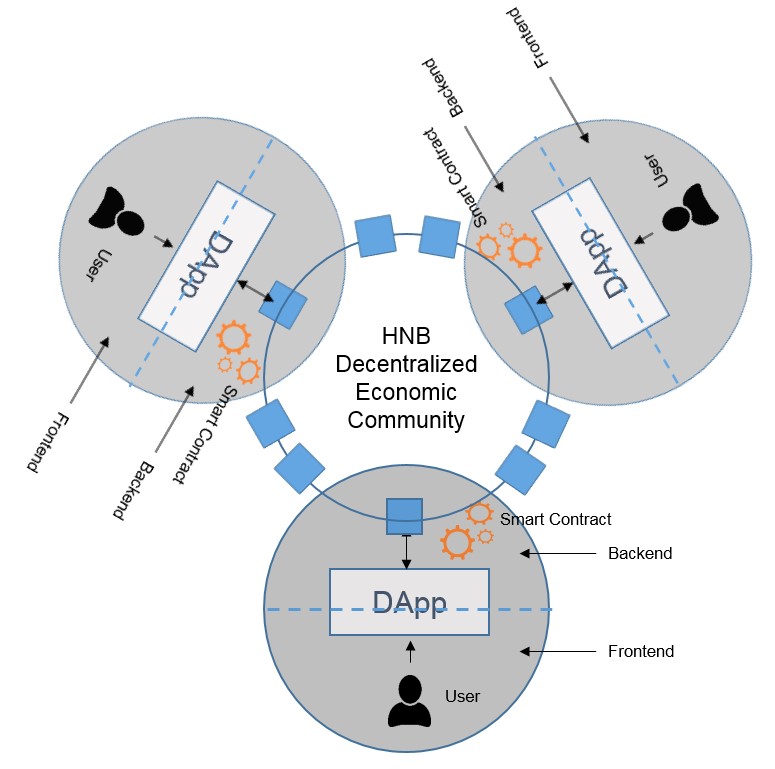 Frontend
Backend
Smart Contract
User
DApp
User
DApp
Frontend
Backend
Smart Contract
HNB
Decentralized
Economic
Community
Smart Contract
Backend
DApp
Frontend
User